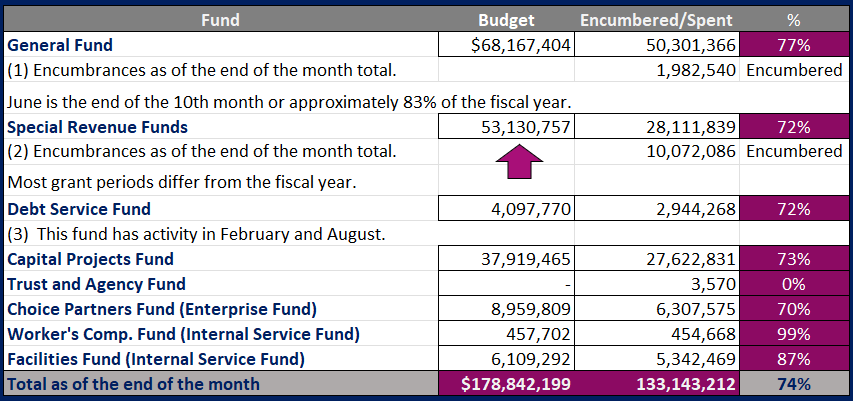 Fund Budget Encumbered/Spent %
General Fund $68,167,404 50,301,366 77%
(1) Encumbrances as of the end of the month total. 1,982,540 Encumbered
June is the end of the 10th month or approximately 83% of the fiscal year.
Special Revenue Funds 53,130,757 28,111,839 72%
(2) Encumbrances as of the end of the month total. 10,072,086 Encumbered
Most grant periods differ from the fiscal year.
Debt Service Fund 4,097,770 2,944,268 72%
(3) This fund has activity in February and August.
Capital Projects Fund 37,919,465 27,622,831 73%
Trust and Agency Fund - 3,570 0%
Choice Partners Fund (Enterprise Fund) 8,959,809 6,307,575 70%
Worker's Comp. Fund (Internal Service Fund) 457,702 454,668 99%
Facilities Fund (Internal Service Fund) 6,109,292 5,342,469 87%
Total as of the end of the month $178,842,199 133,143,212 74%